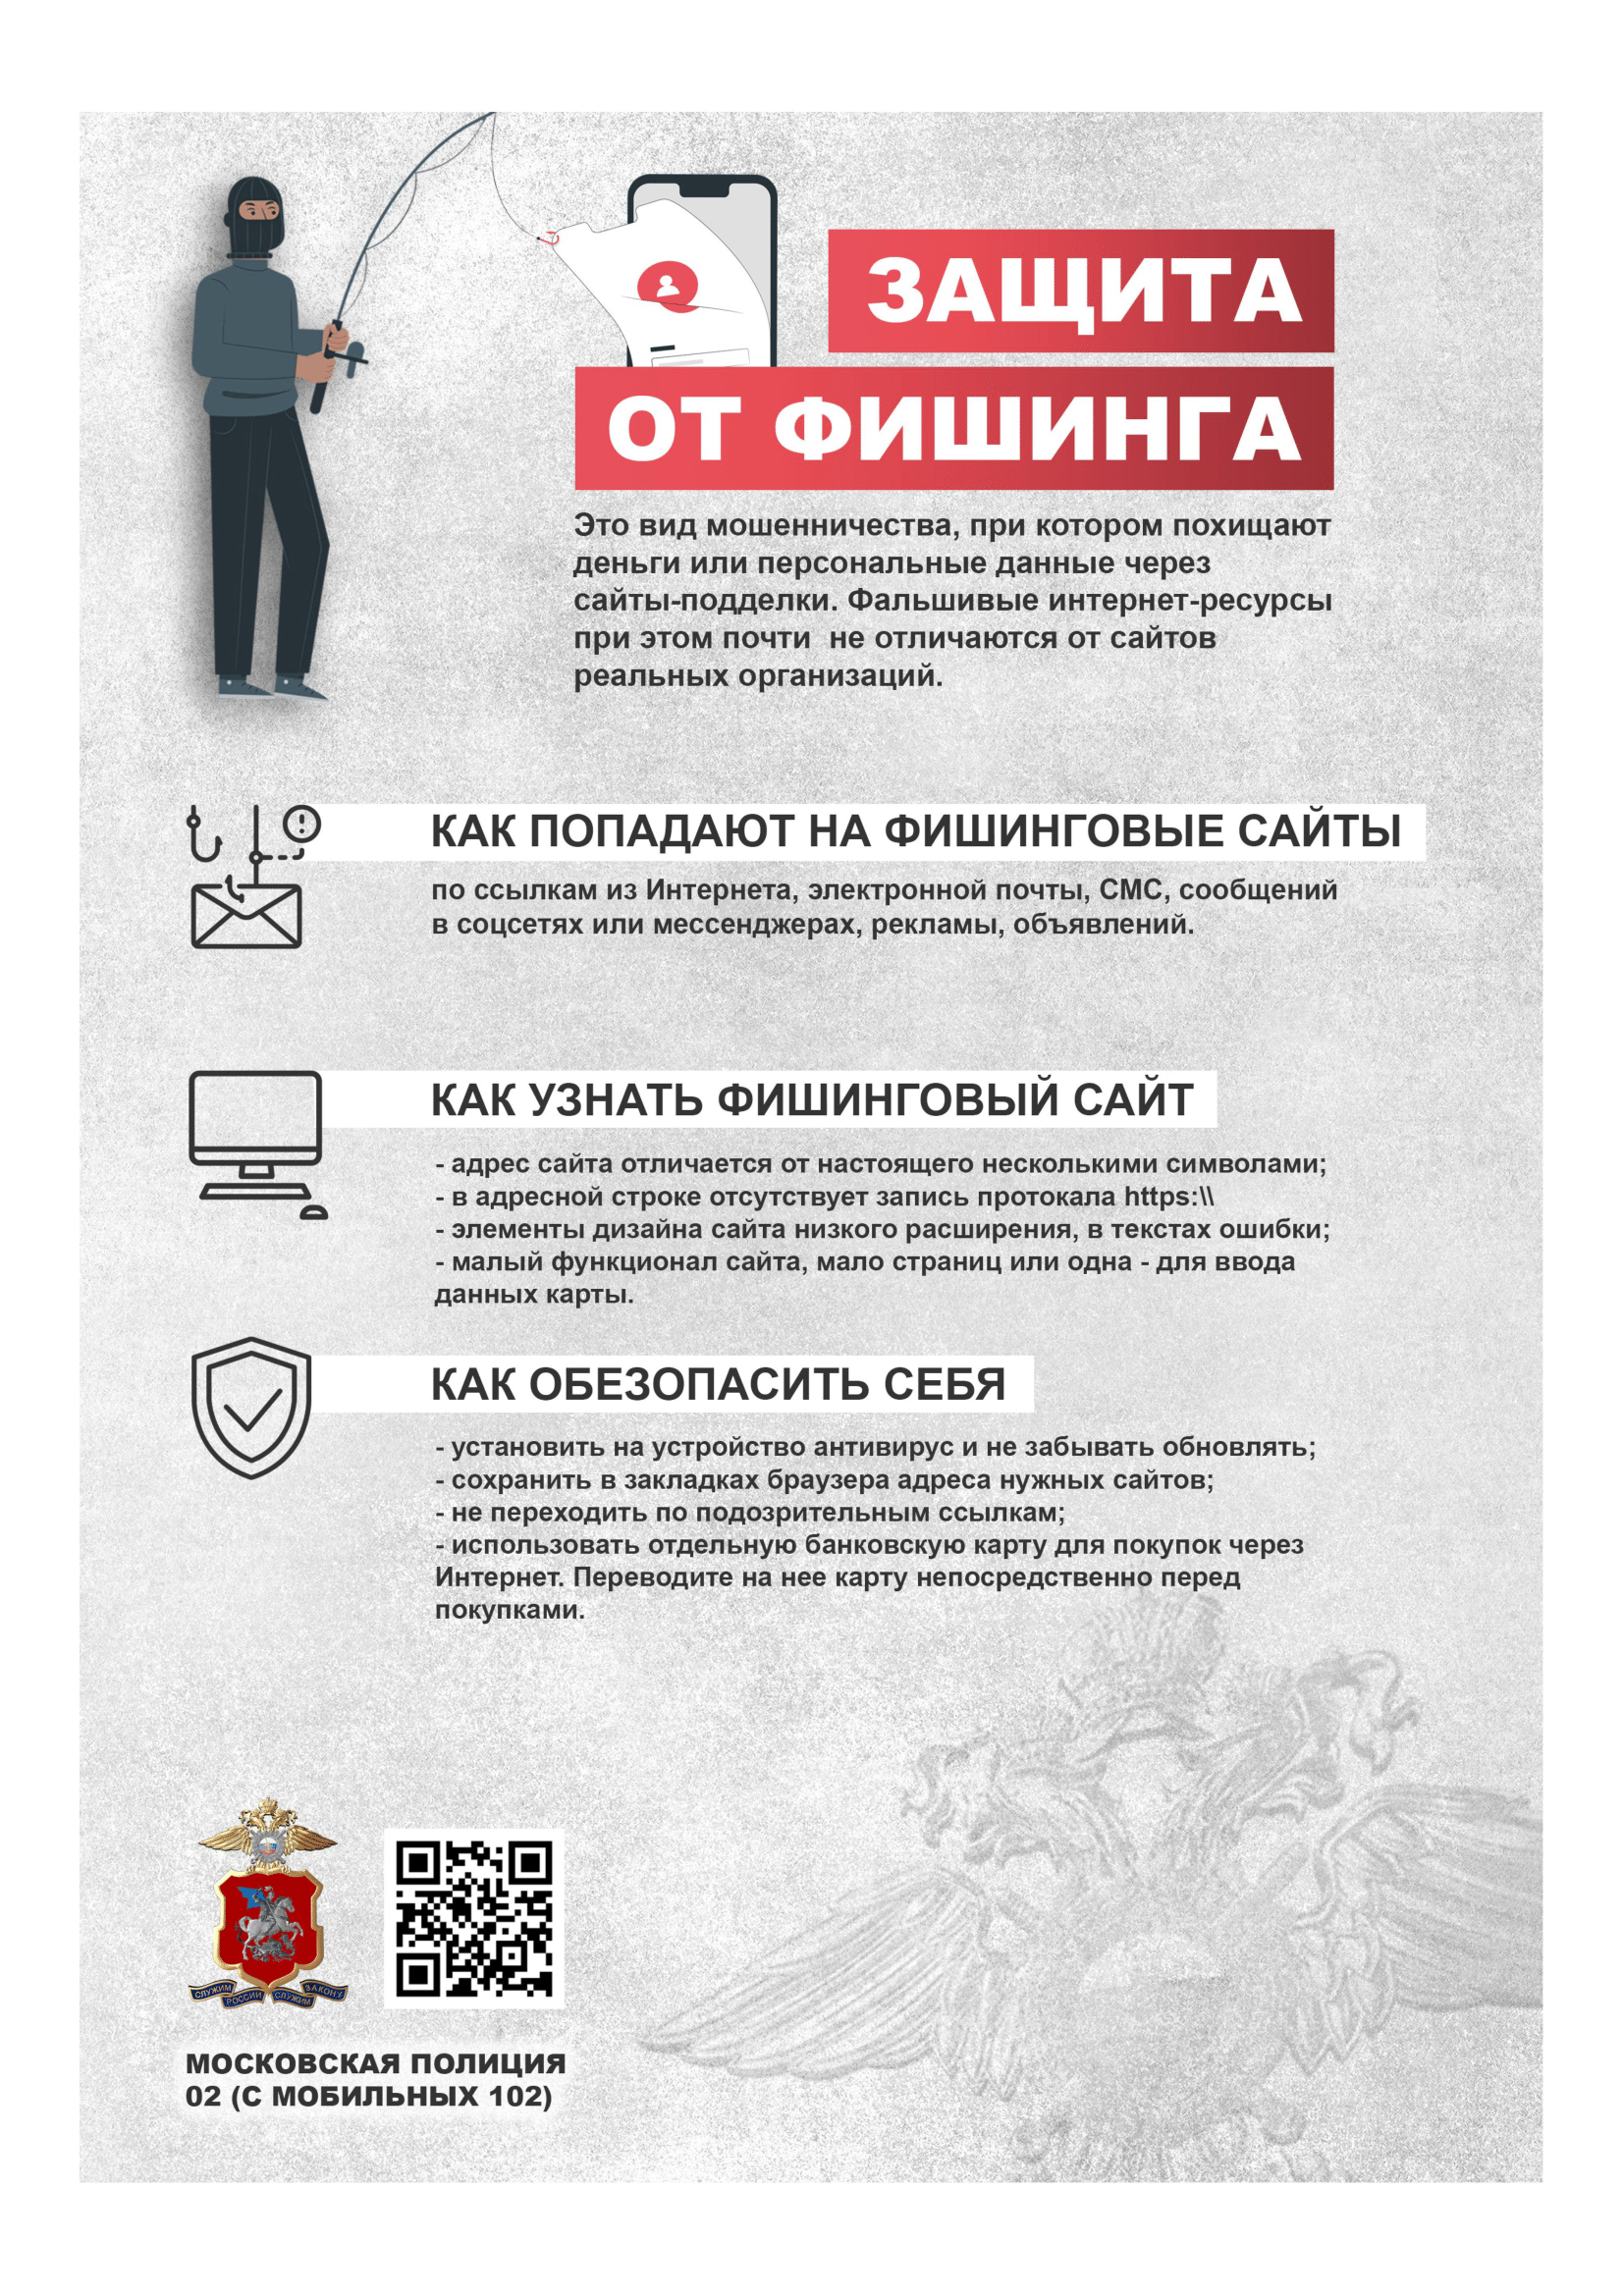 ЗАЩИТА
ОТ ФИШИНГА
Это вид мошенничества, при котором похищают
деньги или персональные данные через
сайты-подделки. Фальшивые интернет-ресурсы
при этом почти не отличаются от сайтов
реальных организаций.
КАК ПОПАДАЮТ НА ФИШИНГОВЫЕ САЙТЫ
по ссылкам из Интернета, электронной почты, СМС, сообщений
в соцсетях или мессенджерах, рекламы, объявлений.
КАК УЗНАТЬ ФИШИНГОВЫЙ САЙТ
- адрес сайта отличается от настоящего несколькими символами;
- в адресной строке отсутствует запись протокала https:\\
- элементы дизайна сайта низкого расширения, в текстах ошибки;
- малый функционал сайта, мало страниц или одна - для ввода
данных карты.
КАК ОБЕЗОПАСИТЬ СЕБЯ
- установить на устройство антивирус и не забывать обновлять;
- сохранить в закладках браузера адреса нужных сайтов;
- не переходить по подозрительным ссылкам;
- использовать отдельную банковскую карту для покупок через
Интернет. Переводите на нее карту непосредственно перед
покупками.
СЛУЖИМ РОССИИ СЛУЖИМ ЗАКОНУ
МОСКОВСКАЯ ПОЛИЦИЯ
02 (С МОБИЛЬНЫХ 102)